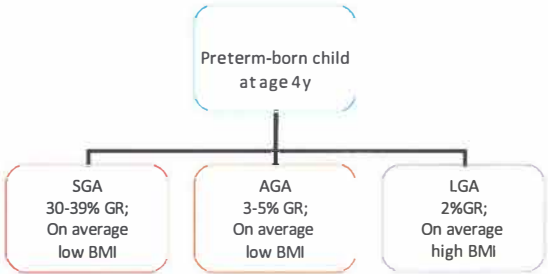 Preterm-born child
at age 4y
SGA
30-39% GR;
On average
low BMI
AGA
3-5% GR;
On average
low BMI
LGA
2%GR;
On average
high BMi